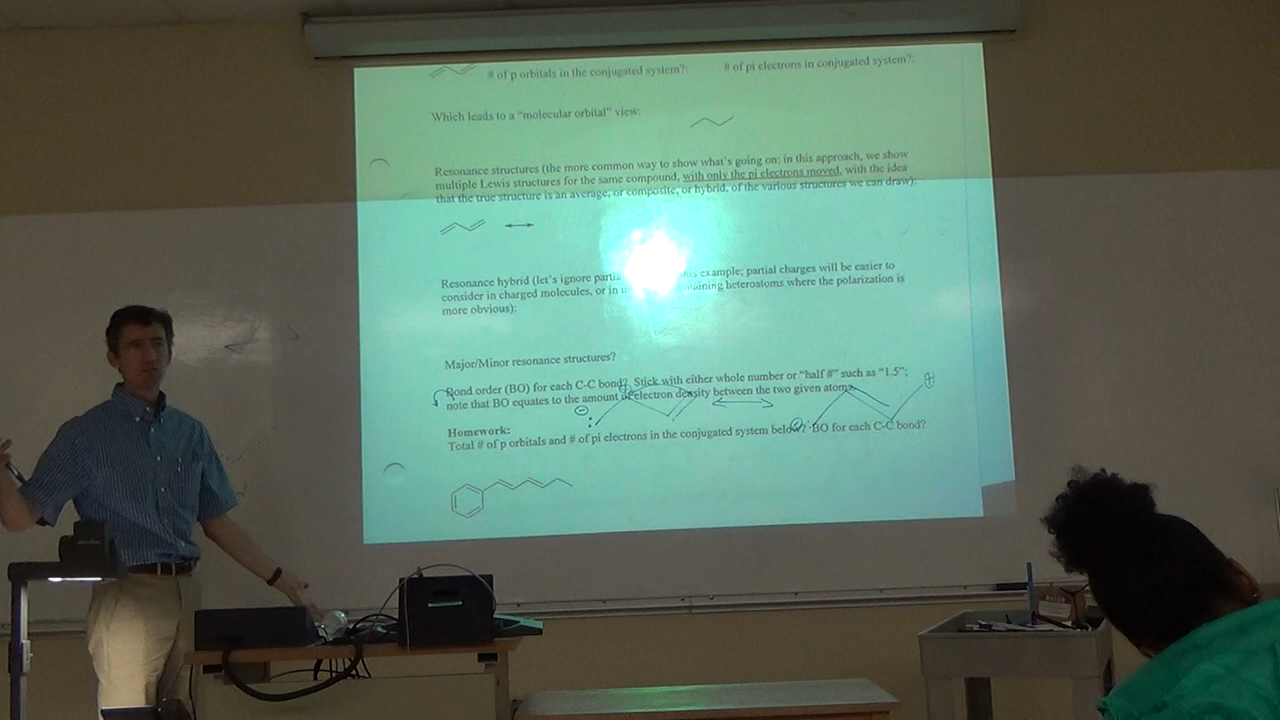 # of p orbitals in the conjugated system?: # of pi electrons in conjugated system?:
Which leads to a "molecular orbital" view:
Resonance structures (the more common way to show what's going on: in this approach, we show
multiple Lewis structures for the same compound, with only the pi electrons moved, with the idea
that the true structure is an average, or composite, or hybrid, of the various structures we can draw):
Resonance hybrid (let's ignore example; partial charges will be easier to
consider in charged molecules, or in heteroatoms where the polarization is
more obvious):
Major/Minor resonance structures?
Bond order (BO) for each C-C bond? Stick with either whole number or "half #" such as "1.5";
note that BO equates to the amount of electron density between the two given atoms.
Homework:
Total # of p orbitals and # of pi electrons in the conjugated system below? BO for each C-C bond?